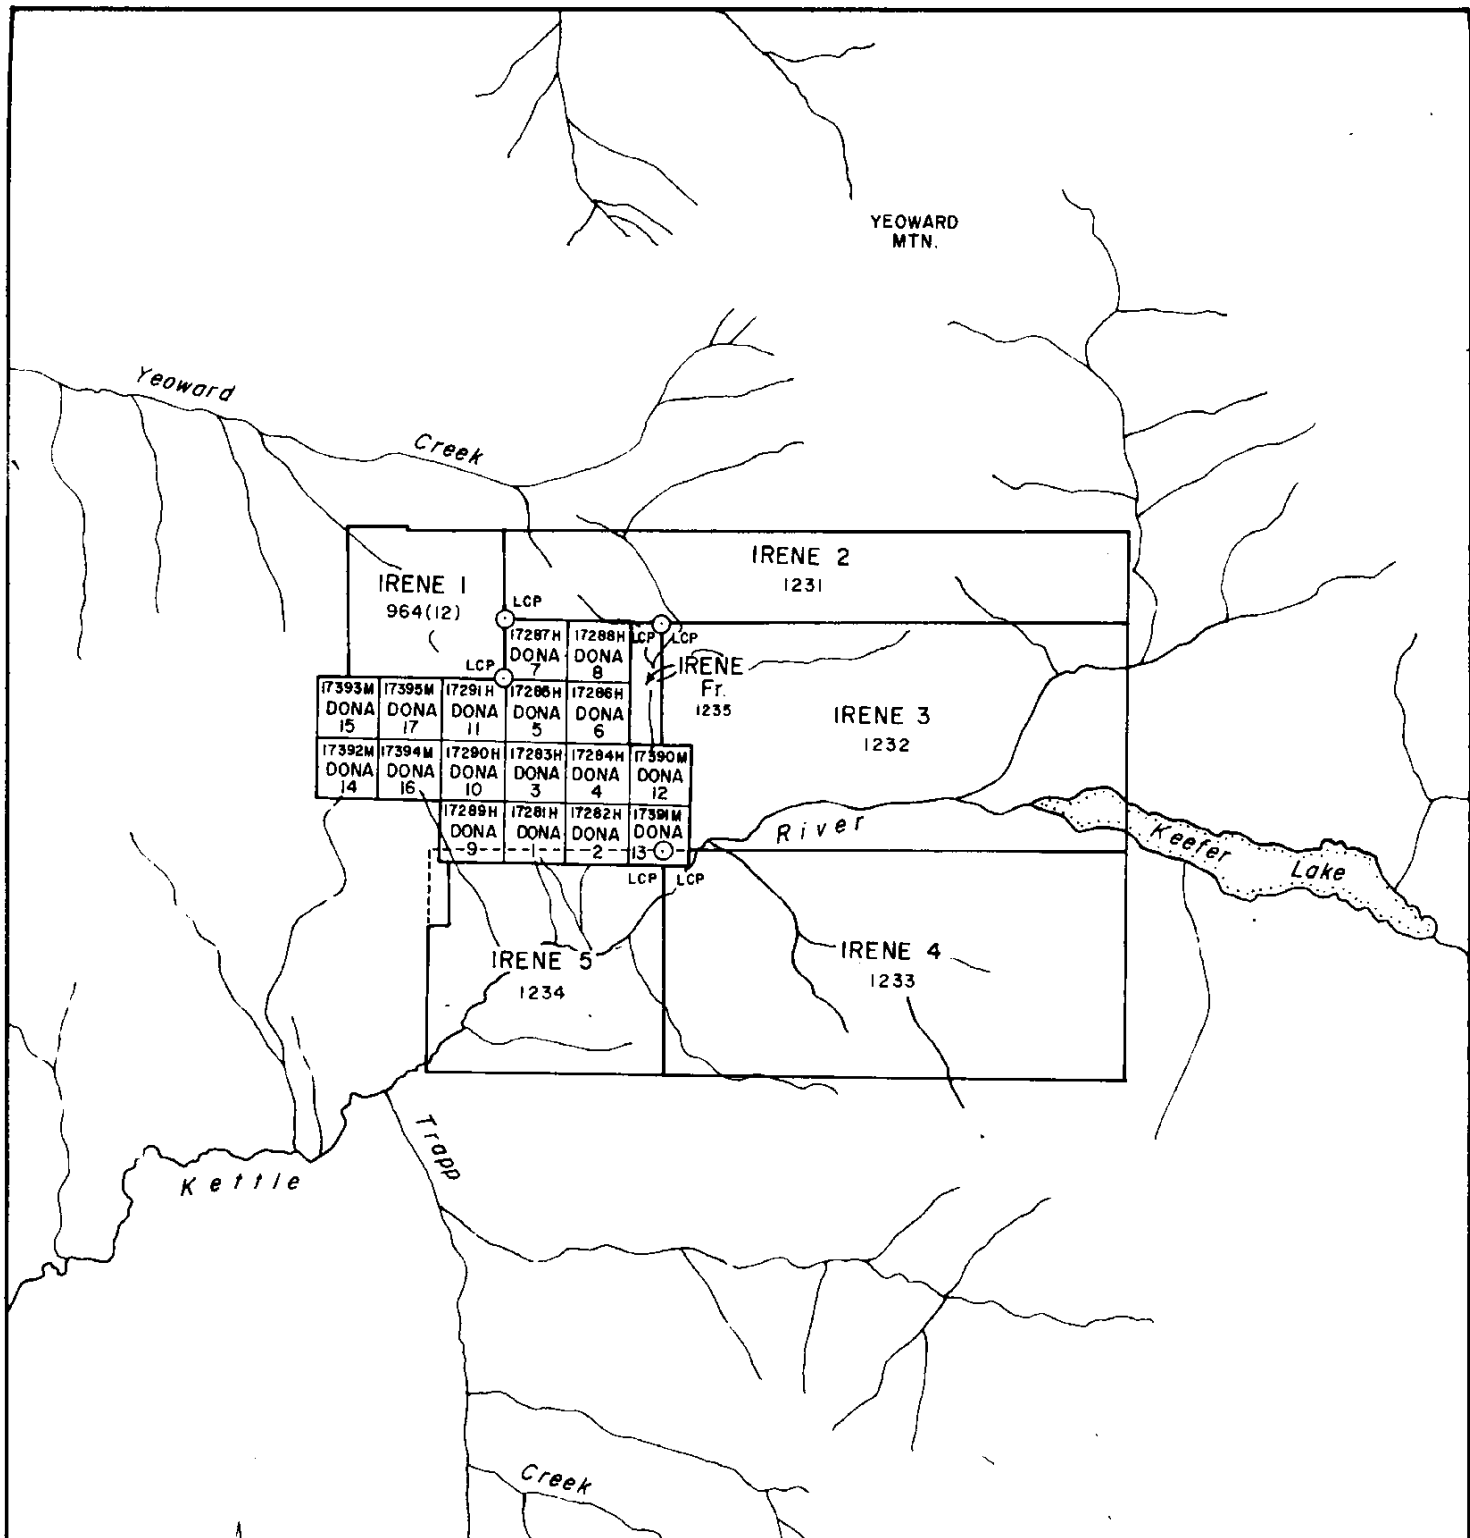 YEOWARD
MTN.
Yeoward
Creek
IRENE 2
1231
IRENE 1
964(12)
LCP
17287H
DONA
7
17288H
DONA
8
LCP
LCP
LCP
IRENE
Fr.
1235
17393M
DONA
15
17395M
DONA
17
17291H
DONA
11
17285H
DONA
5
17286H
DONA
6
IRENE 3
1232
17392M
DONA
14
17394M
DONA
16
17290H
DONA
10
17283H
DONA
3
17284H
DONA
4
17390M
DONA
12
17289H
DONA
9
17281H
DONA
1
17282H
DONA
2
17391M
DONA
13
River
Keefer
Lake
LCP
LCP
IRENE 5
1234
IRENE 4
1233
Trapp
Kettle
Creek